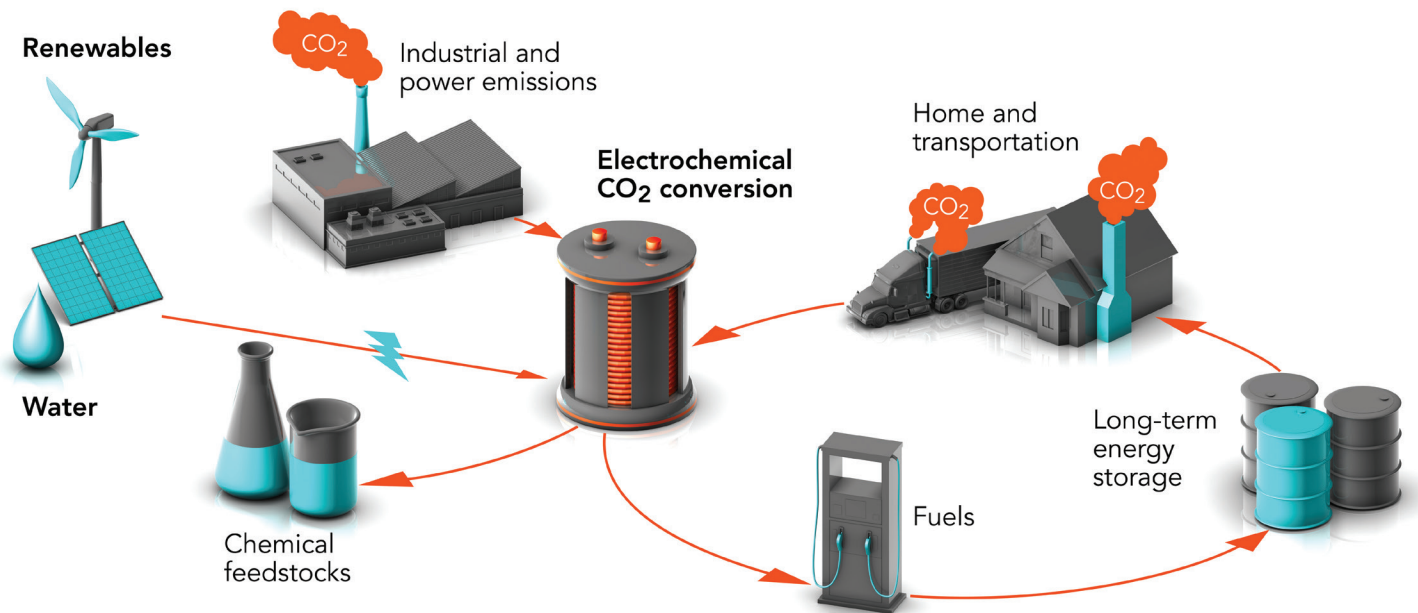 Renewables
CO2
Industrial and
power emissions
Electrochemical
CO2 conversion
Home and
transportation
CO2
CO2
Water
Chemical
feedstocks
Fuels
Long-term
energy
storage